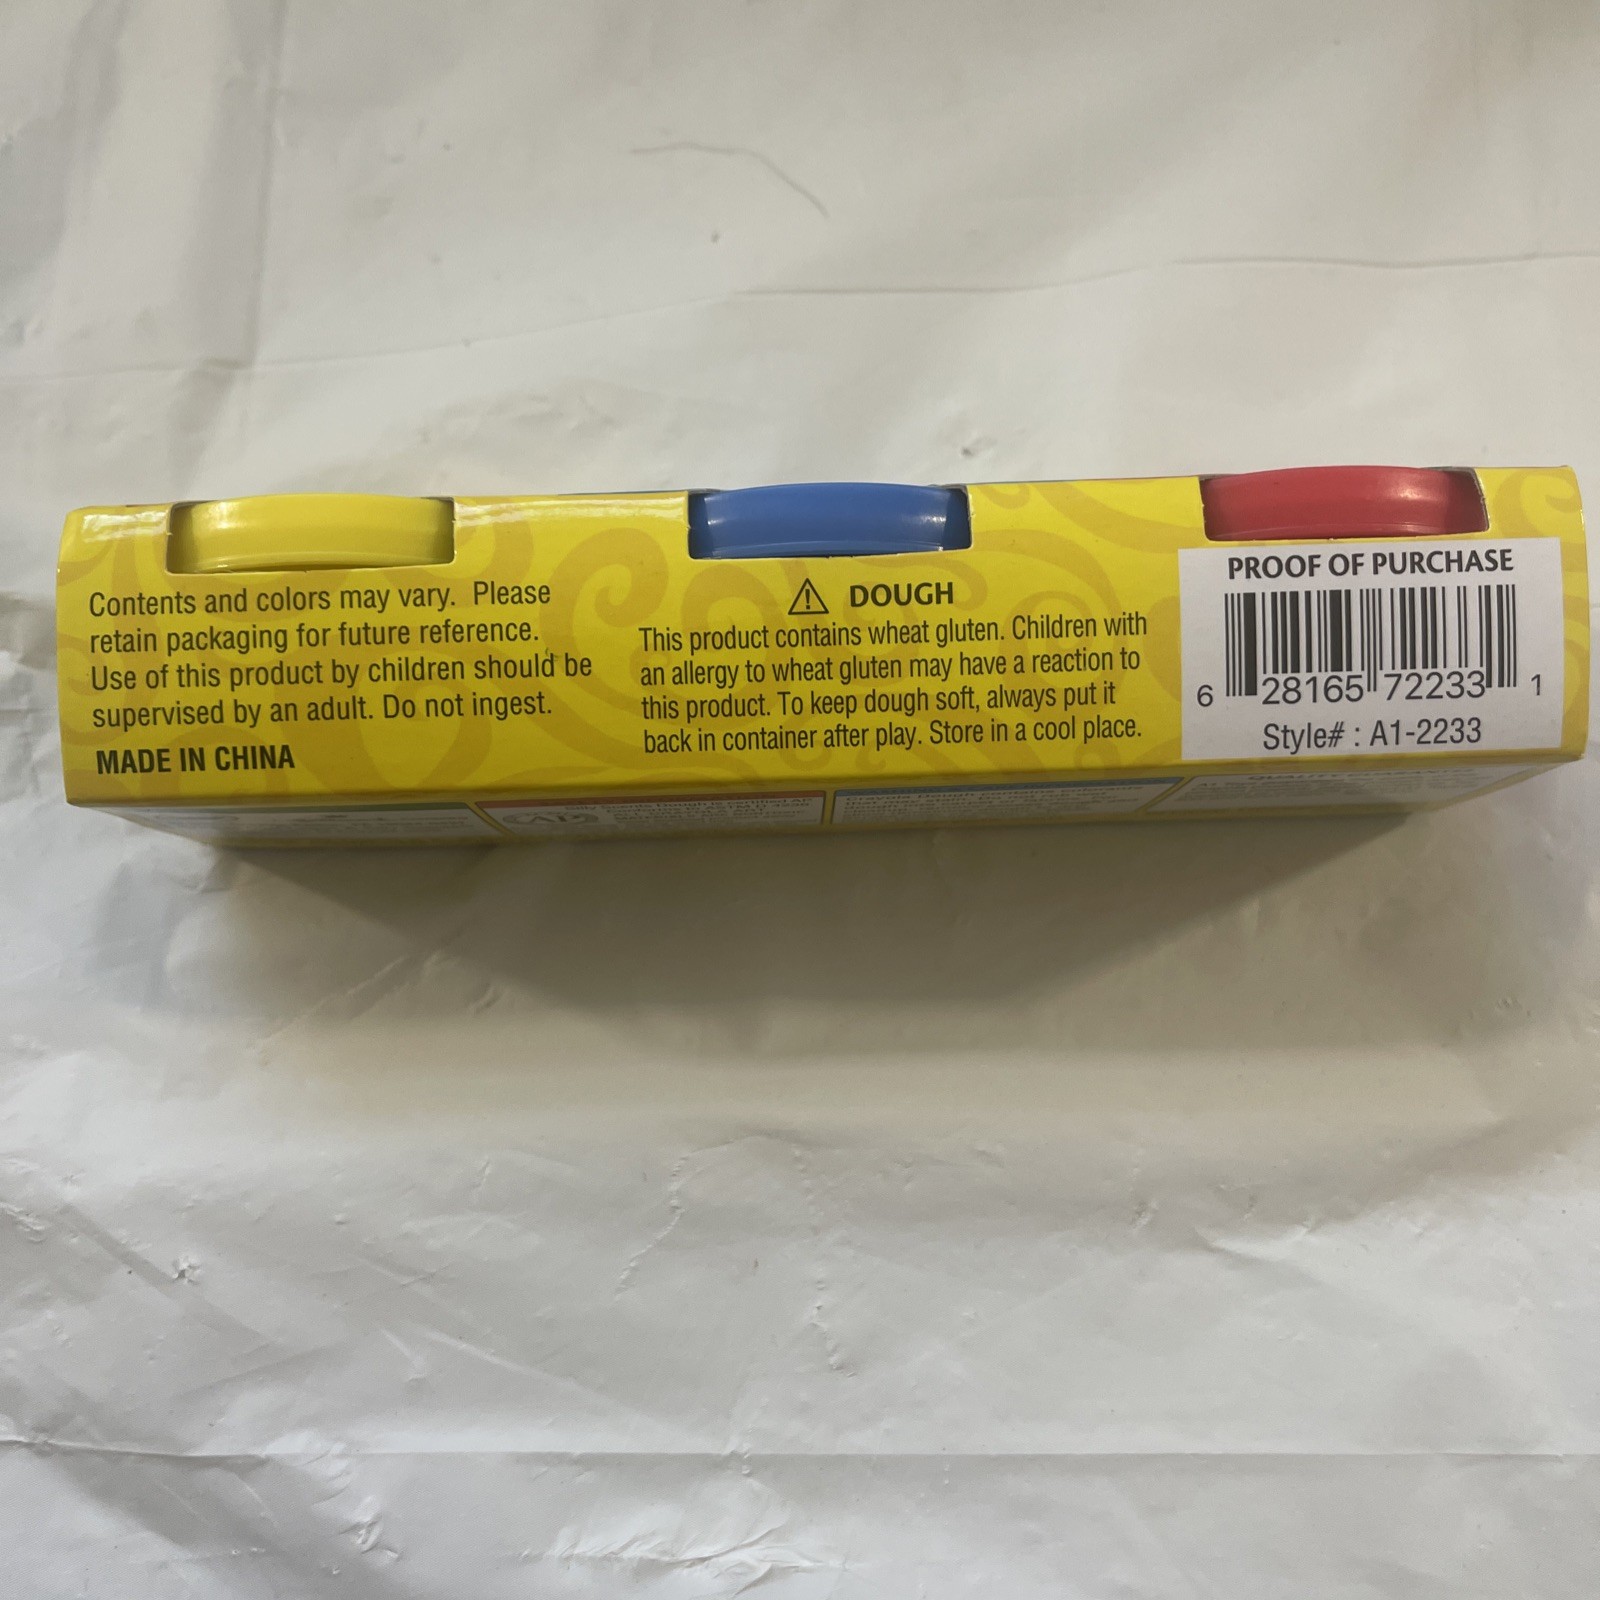 Contents and colors may vary. Please
retain packaging for future reference.
Use of this product by children should be
supervised by an adult. Do not ingest.
MADE IN CHINA
DOUGH
This product contains wheat gluten. Children with
an allergy to wheat gluten may have a reaction to
this product. To keep dough soft, always put it
back in container after play. Store in a cool place.
PROOF OF PURCHASE
6 28165 72233 1
Style# : A1-2233